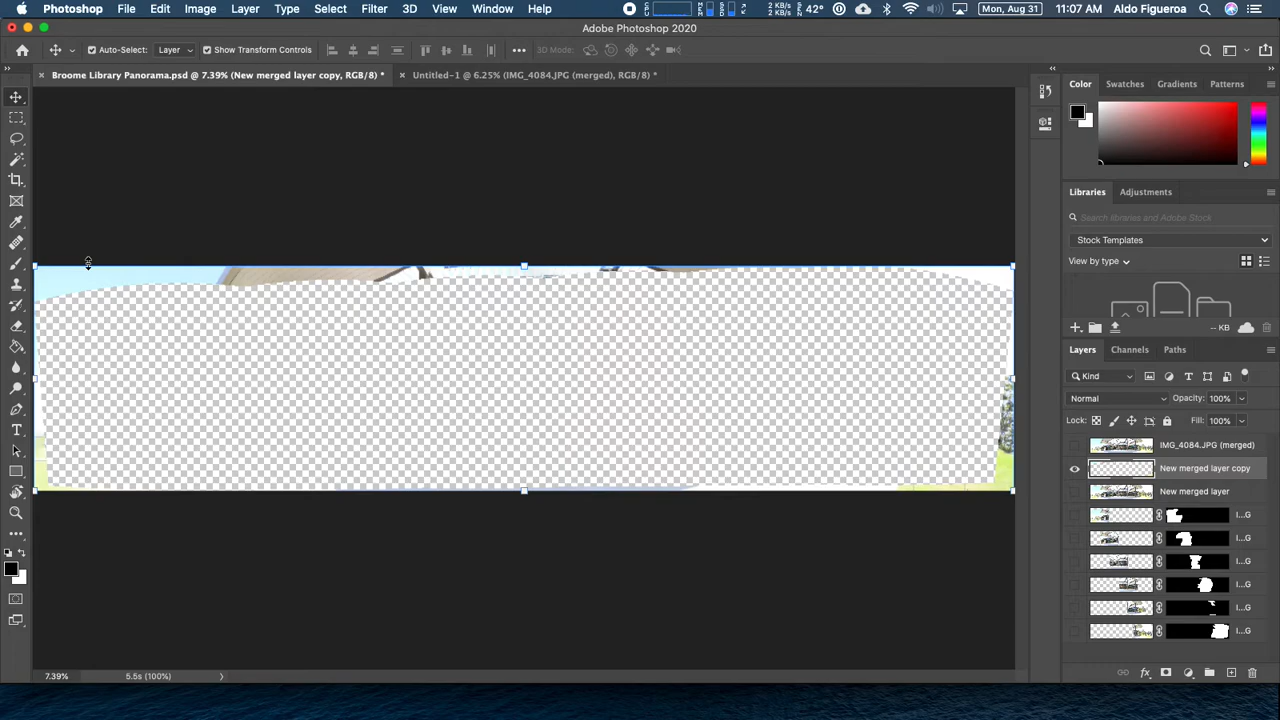 Photoshop File Edit Image Layer Type Select Filter 3D View Window Help 2 KB/s 2 KB/s 42° Mon, Aug 31 11:07 AM Aldo Figueroa
Adobe Photoshop 2020
Auto-Select: Layer Show Transform Controls 3D Mode:
Broome Library Panorama.psd @ 7.39% (New merged layer copy, RGB/8) * Untitled-1 @ 6.25% (IMG_4084.JPG (merged), RGB/8) *
Color Swatches Gradients Patterns
Libraries Adjustments
Search libraries and Adobe Stock
Stock Templates
View by type
-- KB
Layers Channels Paths
Kind
Normal Opacity: 100%
Lock: Fill: 100%
IMG_4084.JPG (merged)
New merged layer copy
New merged layer
I...G
I...G
I...G
I...G
I...G
I...G
7.39% 5.5s (100%)